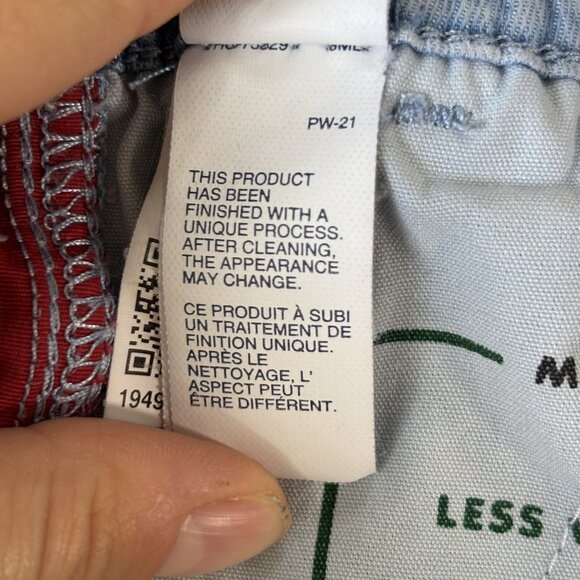 PW-21
THIS PRODUCT
HAS BEEN
FINISHED WITH A
UNIQUE PROCESS.
AFTER CLEANING,
THE APPEARANCE
MAY CHANGE.
CE PRODUIT À SUBI
UN TRAITEMENT DE
FINITION UNIQUE.
APRÈS LE
NETTOYAGE, L'
ASPECT PEUT
ÊTRE DIFFÉRENT.
1949
M
LESS